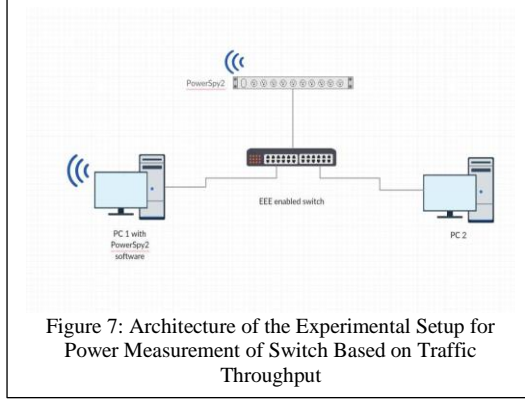 PowerSpy2
EEE enabled switch
PC 1 with
PowerSpy2
software
PC 2
Figure 7: Architecture of the Experimental Setup for
Power Measurement of Switch Based on Traffic
Throughput